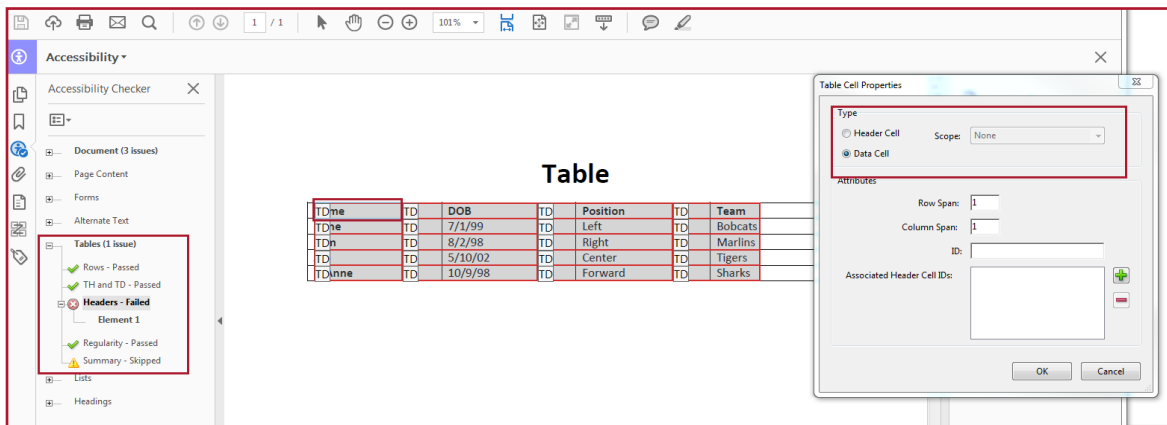 1 / 1 101%
Accessibility
Accessibility Checker
Document (3 issues)
Page Content
Forms
Alternate Text
Tables (1 issue)
Rows - Passed
TH and TD - Passed
Headers - Failed
Element 1
Regularity - Passed
Summary - Skipped
Lists
Headings
Table
TD me TD DOB TD Position TD Team
TD ne TD 7/1/99 TD Left TD Bobcats
TD n TD 8/2/98 TD Right TD Marlins
TD TD 5/10/02 TD Center TD Tigers
TD Anne TD 10/9/98 TD Forward TD Sharks
Table Cell Properties
Type
Header Cell Scope: None
Data Cell
Attributes
Row Span: 1
Column Span: 1
ID:
Associated Header Cell IDs:
OK Cancel